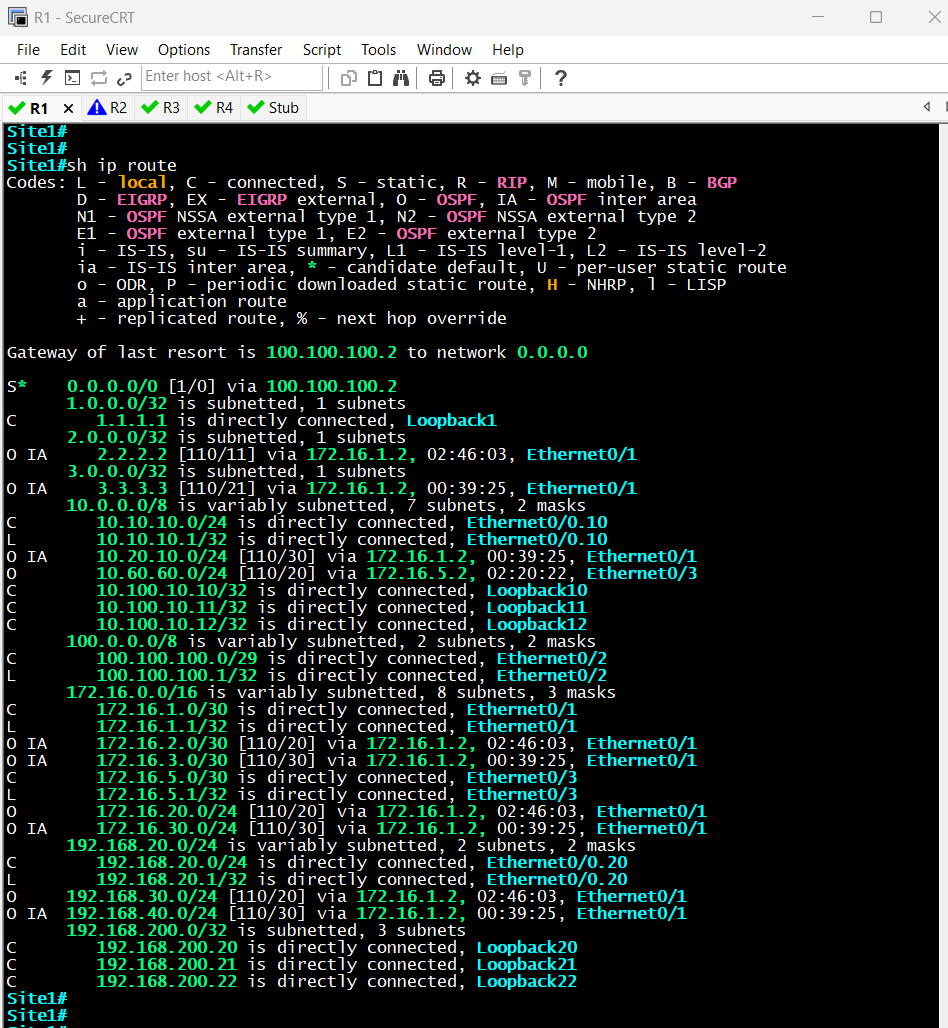 R1 - SecureCRT
File Edit View Options Transfer Script Tools Window Help
Enter host <Alt+R>
R1 R2 R3 R4 Stub
Site1#
Site1#
Site1#sh ip route
Codes: L - local, C - connected, S - static, R - RIP, M - mobile, B - BGP
       D - EIGRP, EX - EIGRP external, O - OSPF, IA - OSPF inter area
       N1 - OSPF NSSA external type 1, N2 - OSPF NSSA external type 2
       E1 - OSPF external type 1, E2 - OSPF external type 2
       i - IS-IS, su - IS-IS summary, L1 - IS-IS level-1, L2 - IS-IS level-2
       ia - IS-IS inter area, * - candidate default, U - per-user static route
       o - ODR, P - periodic downloaded static route, H - NHRP, l - LISP
       a - application route
       + - replicated route, % - next hop override
Gateway of last resort is 100.100.100.2 to network 0.0.0.0
S*    0.0.0.0/0 [1/0] via 100.100.100.2
      1.0.0.0/32 is subnetted, 1 subnets
C        1.1.1.1 is directly connected, Loopback1
      2.0.0.0/32 is subnetted, 1 subnets
O IA     2.2.2.2 [110/11] via 172.16.1.2, 02:46:03, Ethernet0/1
      3.0.0.0/32 is subnetted, 1 subnets
O IA     3.3.3.3 [110/21] via 172.16.1.2, 00:39:25, Ethernet0/1
      10.0.0.0/8 is variably subnetted, 7 subnets, 2 masks
C        10.10.10.0/24 is directly connected, Ethernet0/0.10
L        10.10.10.1/32 is directly connected, Ethernet0/0.10
O IA     10.20.10.0/24 [110/30] via 172.16.1.2, 00:39:25, Ethernet0/1
O        10.60.60.0/24 [110/20] via 172.16.5.2, 02:20:22, Ethernet0/3
C        10.100.10.10/32 is directly connected, Loopback10
C        10.100.10.11/32 is directly connected, Loopback11
C        10.100.10.12/32 is directly connected, Loopback12
      100.0.0.0/8 is variably subnetted, 2 subnets, 2 masks
C        100.100.100.0/29 is directly connected, Ethernet0/2
L        100.100.100.1/32 is directly connected, Ethernet0/2
      172.16.0.0/16 is variably subnetted, 8 subnets, 3 masks
C        172.16.1.0/30 is directly connected, Ethernet0/1
L        172.16.1.1/32 is directly connected, Ethernet0/1
O IA     172.16.2.0/30 [110/20] via 172.16.1.2, 02:46:03, Ethernet0/1
O IA     172.16.3.0/30 [110/30] via 172.16.1.2, 00:39:25, Ethernet0/1
C        172.16.5.0/30 is directly connected, Ethernet0/3
L        172.16.5.1/32 is directly connected, Ethernet0/3
O        172.16.20.0/24 [110/20] via 172.16.1.2, 02:46:03, Ethernet0/1
O IA     172.16.30.0/24 [110/30] via 172.16.1.2, 00:39:25, Ethernet0/1
      192.168.20.0/24 is variably subnetted, 2 subnets, 2 masks
C        192.168.20.0/24 is directly connected, Ethernet0/0.20
L        192.168.20.1/32 is directly connected, Ethernet0/0.20
O     192.168.30.0/24 [110/20] via 172.16.1.2, 02:46:03, Ethernet0/1
O IA  192.168.40.0/24 [110/30] via 172.16.1.2, 00:39:25, Ethernet0/1
      192.168.200.0/32 is subnetted, 3 subnets
C        192.168.200.20 is directly connected, Loopback20
C        192.168.200.21 is directly connected, Loopback21
C        192.168.200.22 is directly connected, Loopback22
Site1#
Site1#